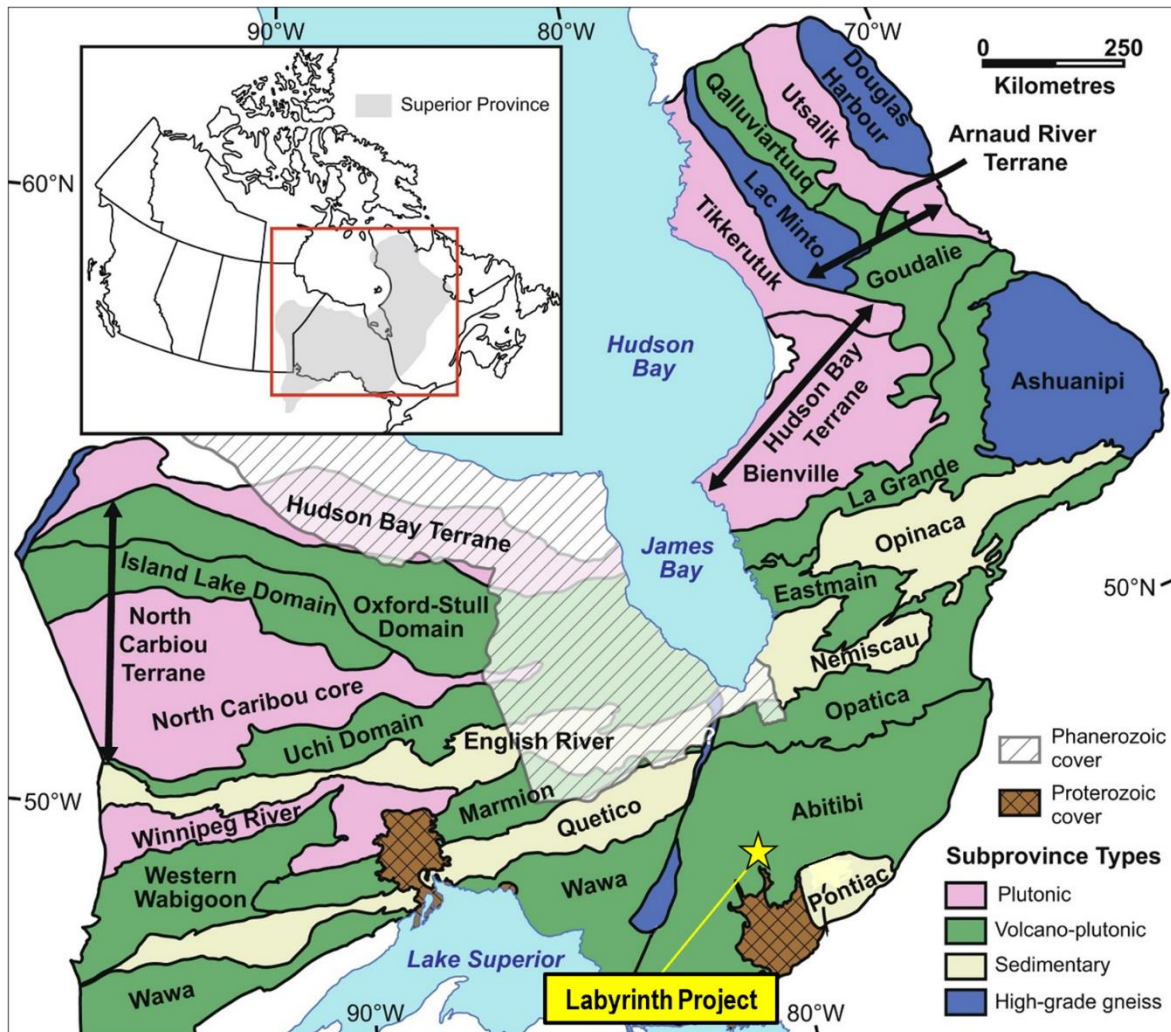 90°W
80°W
70°W
0 250
Kilometres
Superior Province
Douglas
Harbour
Utsalik
Qalluviartuuq
Arnaud River
Terrane
60°N
Lac Minto
Tikkerutuk
Goudalie
Hudson
Bay
Hudson Bay
Terrane
Ashuanipi
Bienville
La Grande
Hudson Bay Terrane
Opinaca
James
Bay
Island Lake Domain
Oxford-Stull
Domain
Eastmain
50°N
North
Carbiou
Terrane
Nemiscau
North Caribou core
Opatica
Uchi Domain
English River
?
Phanerozoic
cover
50°W
Marmion
Abitibi
Proterozoic
cover
Winnipeg River
Quetico
Western
Wabigoon
Wawa
Pontiac
Subprovince Types
Plutonic
Volcano-plutonic
Sedimentary
High-grade gneiss
Lake Superior
Wawa
Labyrinth Project
90°W
80°W